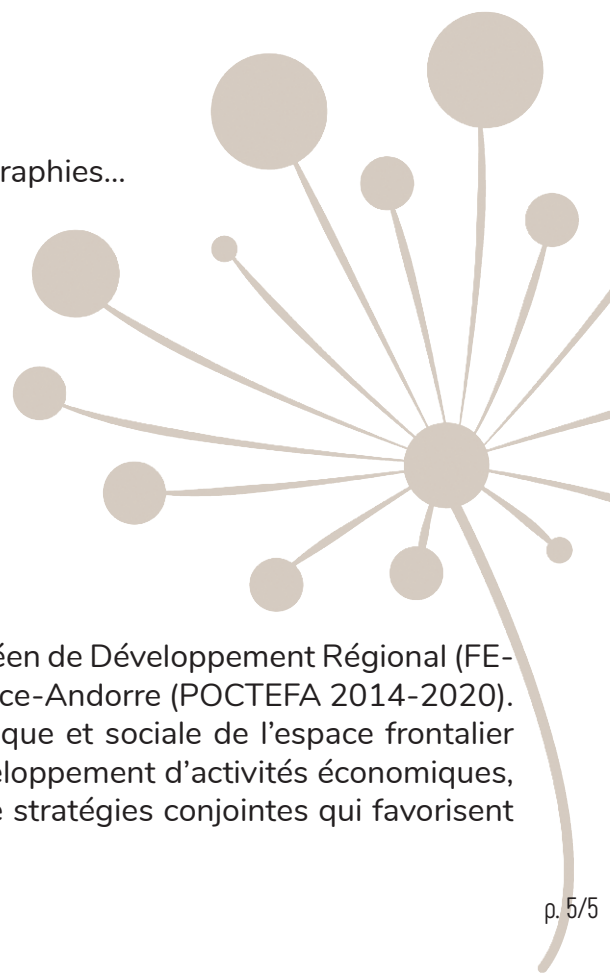 raphies...
éen de Développement Régional (FE-
ce-Andorre (POCTEFA 2014-2020).
que et sociale de l’espace frontalier
eloppement d’activités économiques,
e stratégies conjointes qui favorisent
p. 5/5